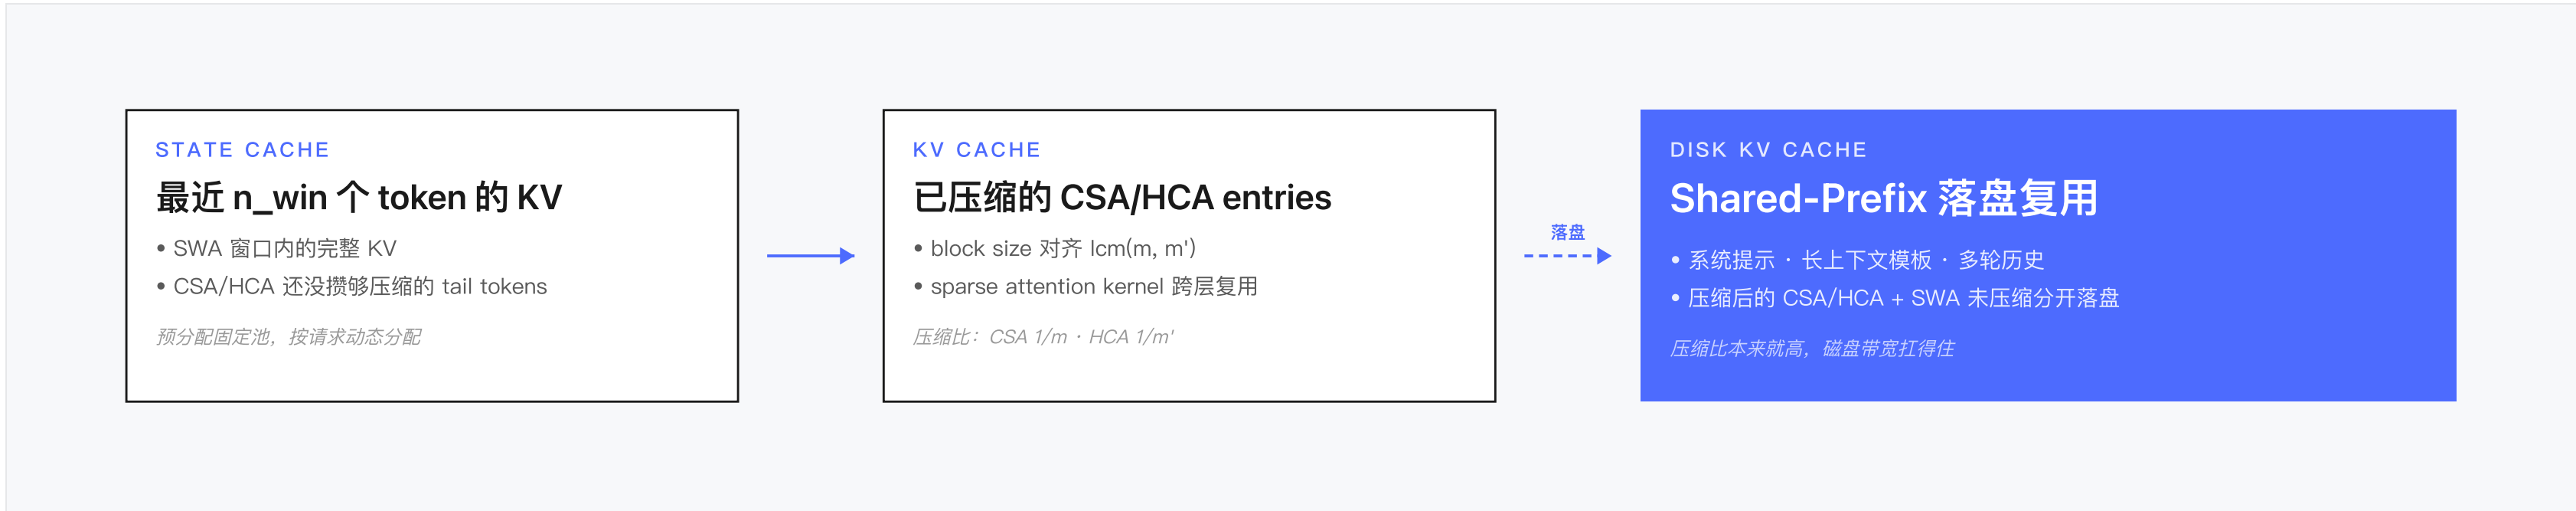 STATE CACHE
最近 n_win 个 token 的 KV
• SWA 窗口内的完整 KV
• CSA/HCA 还没攒够压缩的 tail tokens
预分配固定池，按请求动态分配
KV CACHE
已压缩的 CSA/HCA entries
• block size 对齐 lcm(m, m')
• sparse attention kernel 跨层复用
压缩比：CSA 1/m · HCA 1/m'
落盘
DISK KV CACHE
Shared-Prefix 落盘复用
• 系统提示 · 长上下文模板 · 多轮历史
• 压缩后的 CSA/HCA + SWA 未压缩分开落盘
压缩比本来就高，磁盘带宽扛得住